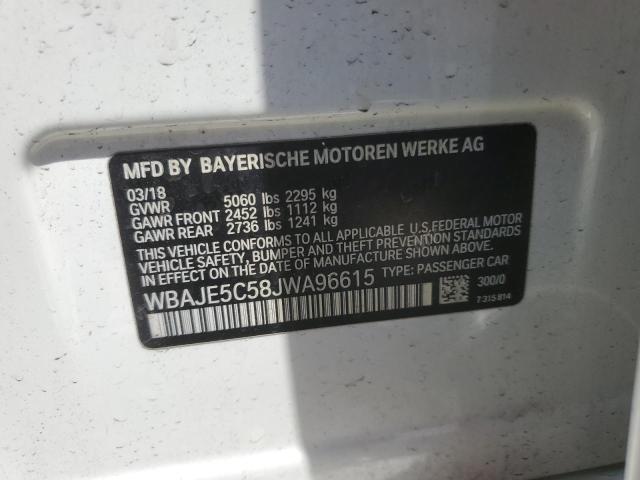 MFD BY BAYERISCHE MOTOREN WERKE AG
03/18
GVWR 5060 lbs 2295 kg
GAWR FRONT 2452 lbs 1112 kg
GAWR REAR 2736 lbs 1241 kg
THIS VEHICLE CONFORMS TO ALL APPLICABLE U.S.FEDERAL MOTOR
VEHICLE SAFETY, BUMPER AND THEFT PREVENTION STANDARDS
IN EFFECT ON THE DATE OF MANUFACTURE SHOWN ABOVE.
WBAJE5C58JWA96615 TYPE: PASSENGER CAR
300/0
7 315 814